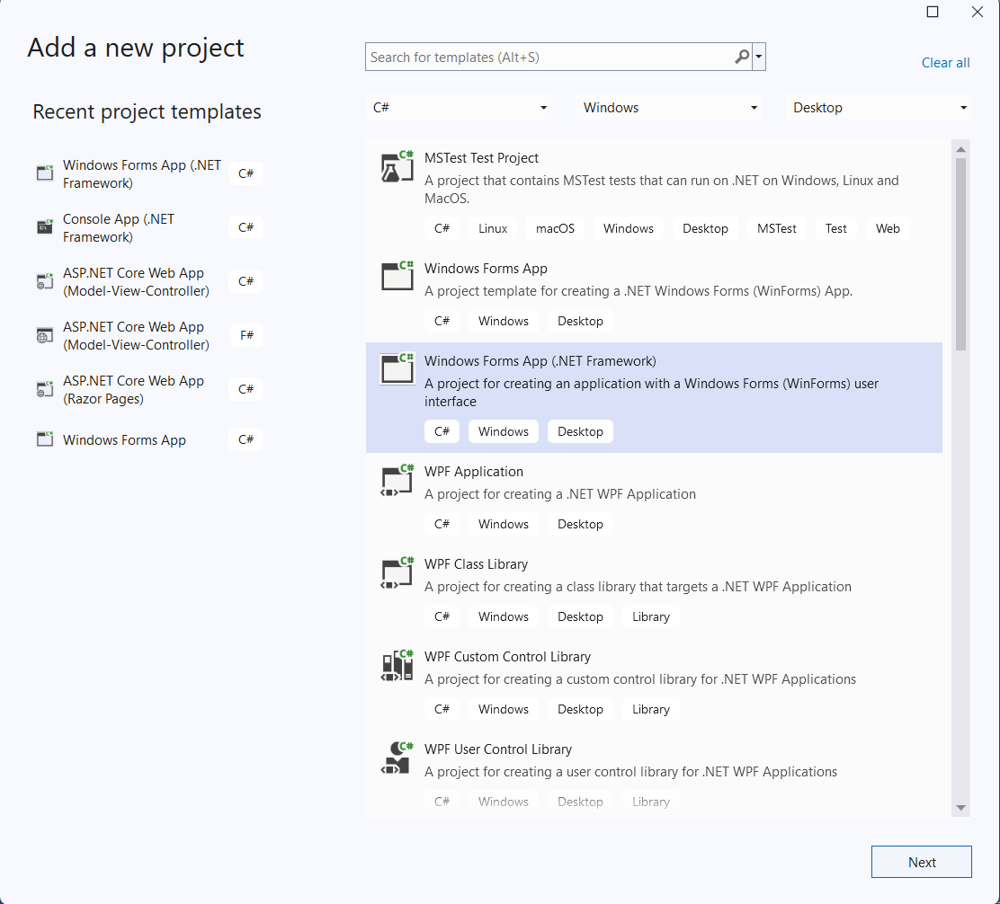 Add a new project
Search for templates (Alt+S)
Clear all
Recent project templates
C#
Windows
Desktop
Windows Forms App (.NET
Framework)
C#
Console App (.NET
Framework)
C#
ASP.NET Core Web App
(Model-View-Controller)
C#
ASP.NET Core Web App
(Model-View-Controller)
F#
ASP.NET Core Web App
(Razor Pages)
C#
Windows Forms App
C#
MSTest Test Project
A project that contains MSTest tests that can run on .NET on Windows, Linux and
MacOS.
C# Linux macOS Windows Desktop MSTest Test Web
Windows Forms App
A project template for creating a .NET Windows Forms (WinForms) App.
C# Windows Desktop
Windows Forms App (.NET Framework)
A project for creating an application with a Windows Forms (WinForms) user
interface
C# Windows Desktop
WPF Application
A project for creating a .NET WPF Application
C# Windows Desktop
WPF Class Library
A project for creating a class library that targets a .NET WPF Application
C# Windows Desktop Library
WPF Custom Control Library
A project for creating a custom control library for .NET WPF Applications
C# Windows Desktop Library
WPF User Control Library
A project for creating a user control library for .NET WPF Applications
C# Windows Desktop Library
Next